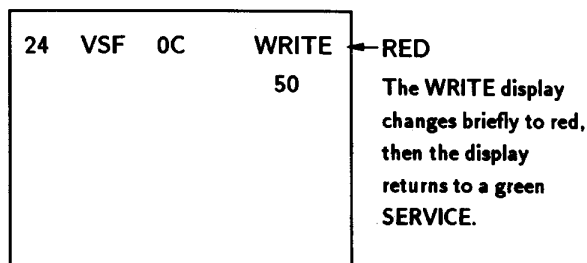 24 VSF 0C WRITE
50
RED
The WRITE display
changes briefly to red,
then the display
returns to a green
SERVICE.